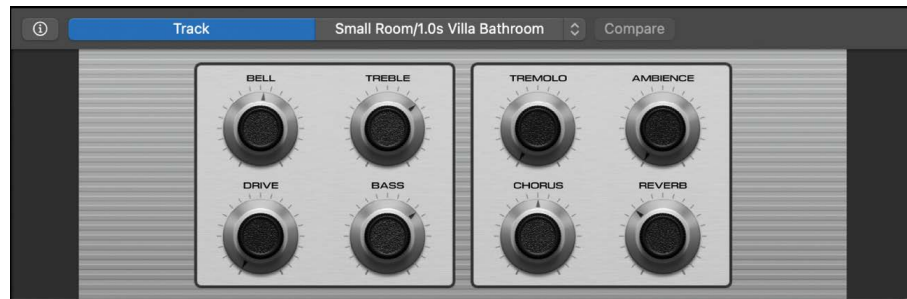 Track
Small Room/1.0s Villa Bathroom
Compare
BELL TREBLE TREMOLO AMBIENCE
DRIVE BASS CHORUS REVERB